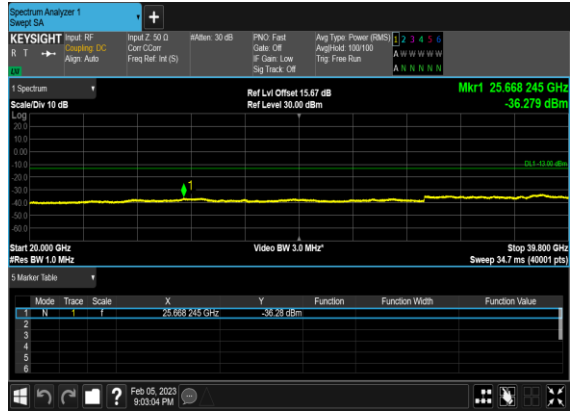 Spectrum Analyzer 1
Swept SA
+
KEYSIGHT Input: RF Input Z: 50 Ω #Atten: 30 dB PNO: Fast Avg Type: Power (RMS) 1 2 3 4 5 6
R T Coupling: DC Corr CCorr Gate: Off Avg|Hold: 100/100 A W W W W W
Align: Auto Freq Ref: Int (S) IF Gain: Low Trig: Free Run
Sig Track: Off A N N N N N
1 Spectrum Ref Lvl Offset 15.67 dB Mkr1 25.668 245 GHz
Scale/Div 10 dB Ref Level 30.00 dBm -36.279 dBm
Log
20.0
10.0
0.00
-10.0
DL1 -13.00 dBm
-20.0
1
-30.0
-40.0
-50.0
-60.0
Start 20.000 GHz Video BW 3.0 MHz* Stop 39.800 GHz
#Res BW 1.0 MHz Sweep 34.7 ms (40001 pts)
5 Marker Table
Mode Trace Scale X Y Function Function Width Function Value
1 N 1 f 25.668 245 GHz -36.28 dBm
2
3
4
5
6
? Feb 05, 2023
9:03:04 PM